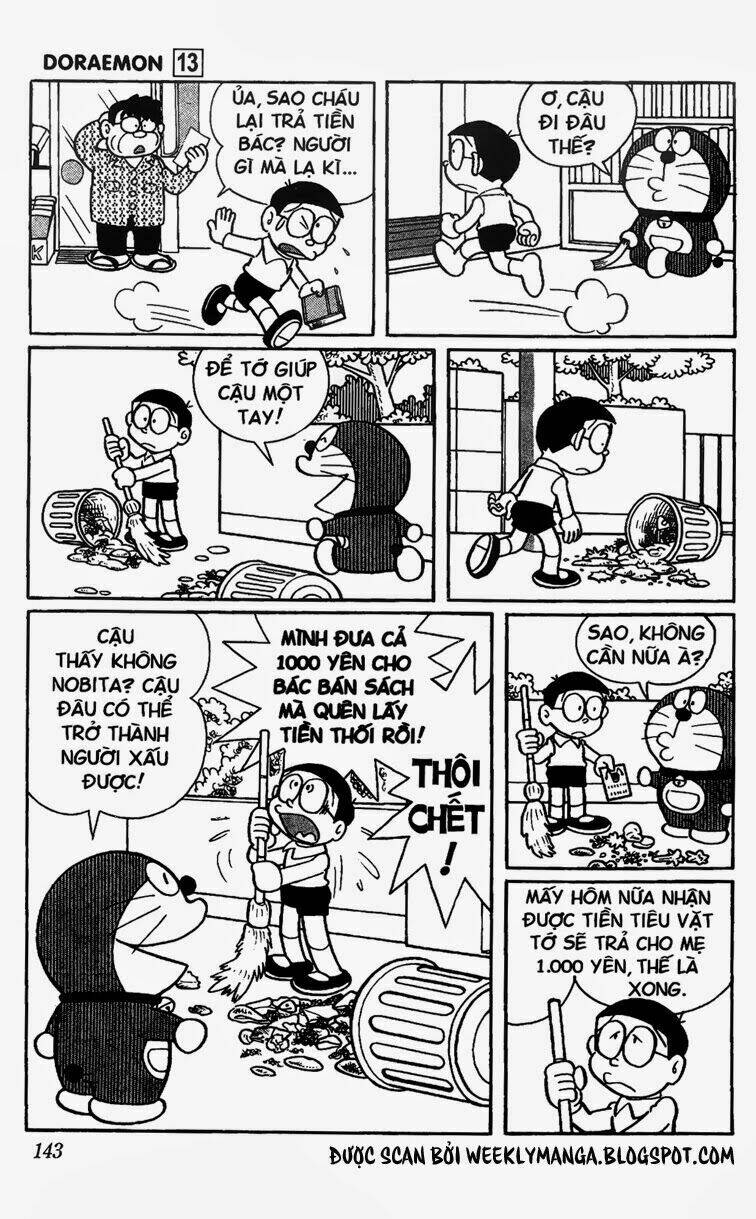 DORAEMON 13
ỦA, SAO CHÁU
LẠI TRẢ TIỀN
BÁC? NGƯỜI
GÌ MÀ LẠ KÌ...
Ơ, CẬU
ĐI ĐÂU
THẾ?
K
ĐỂ TỚ GIÚP
CẬU MỘT
TAY!
CẬU
THẤY KHÔNG
NOBITA? CẬU
ĐÂU CÓ THỂ
TRỞ THÀNH
NGƯỜI XẤU
ĐƯỢC!
MÌNH ĐƯA CẢ
1000 YÊN CHO
BÁC BÁN SÁCH
MÀ QUÊN LẤY
TIỀN THỐI RỒI!
THÔI
CHẾT
!
SAO, KHÔNG
CẦN NỮA À?
MẤY HÔM NỮA NHẬN
ĐƯỢC TIỀN TIÊU VẶT
TỚ SẼ TRẢ CHO MẸ
1.000 YÊN, THẾ LÀ
XONG.
143
ĐƯỢC SCAN BỞI WEEKLYMANGA.BLOGSPOT.COM